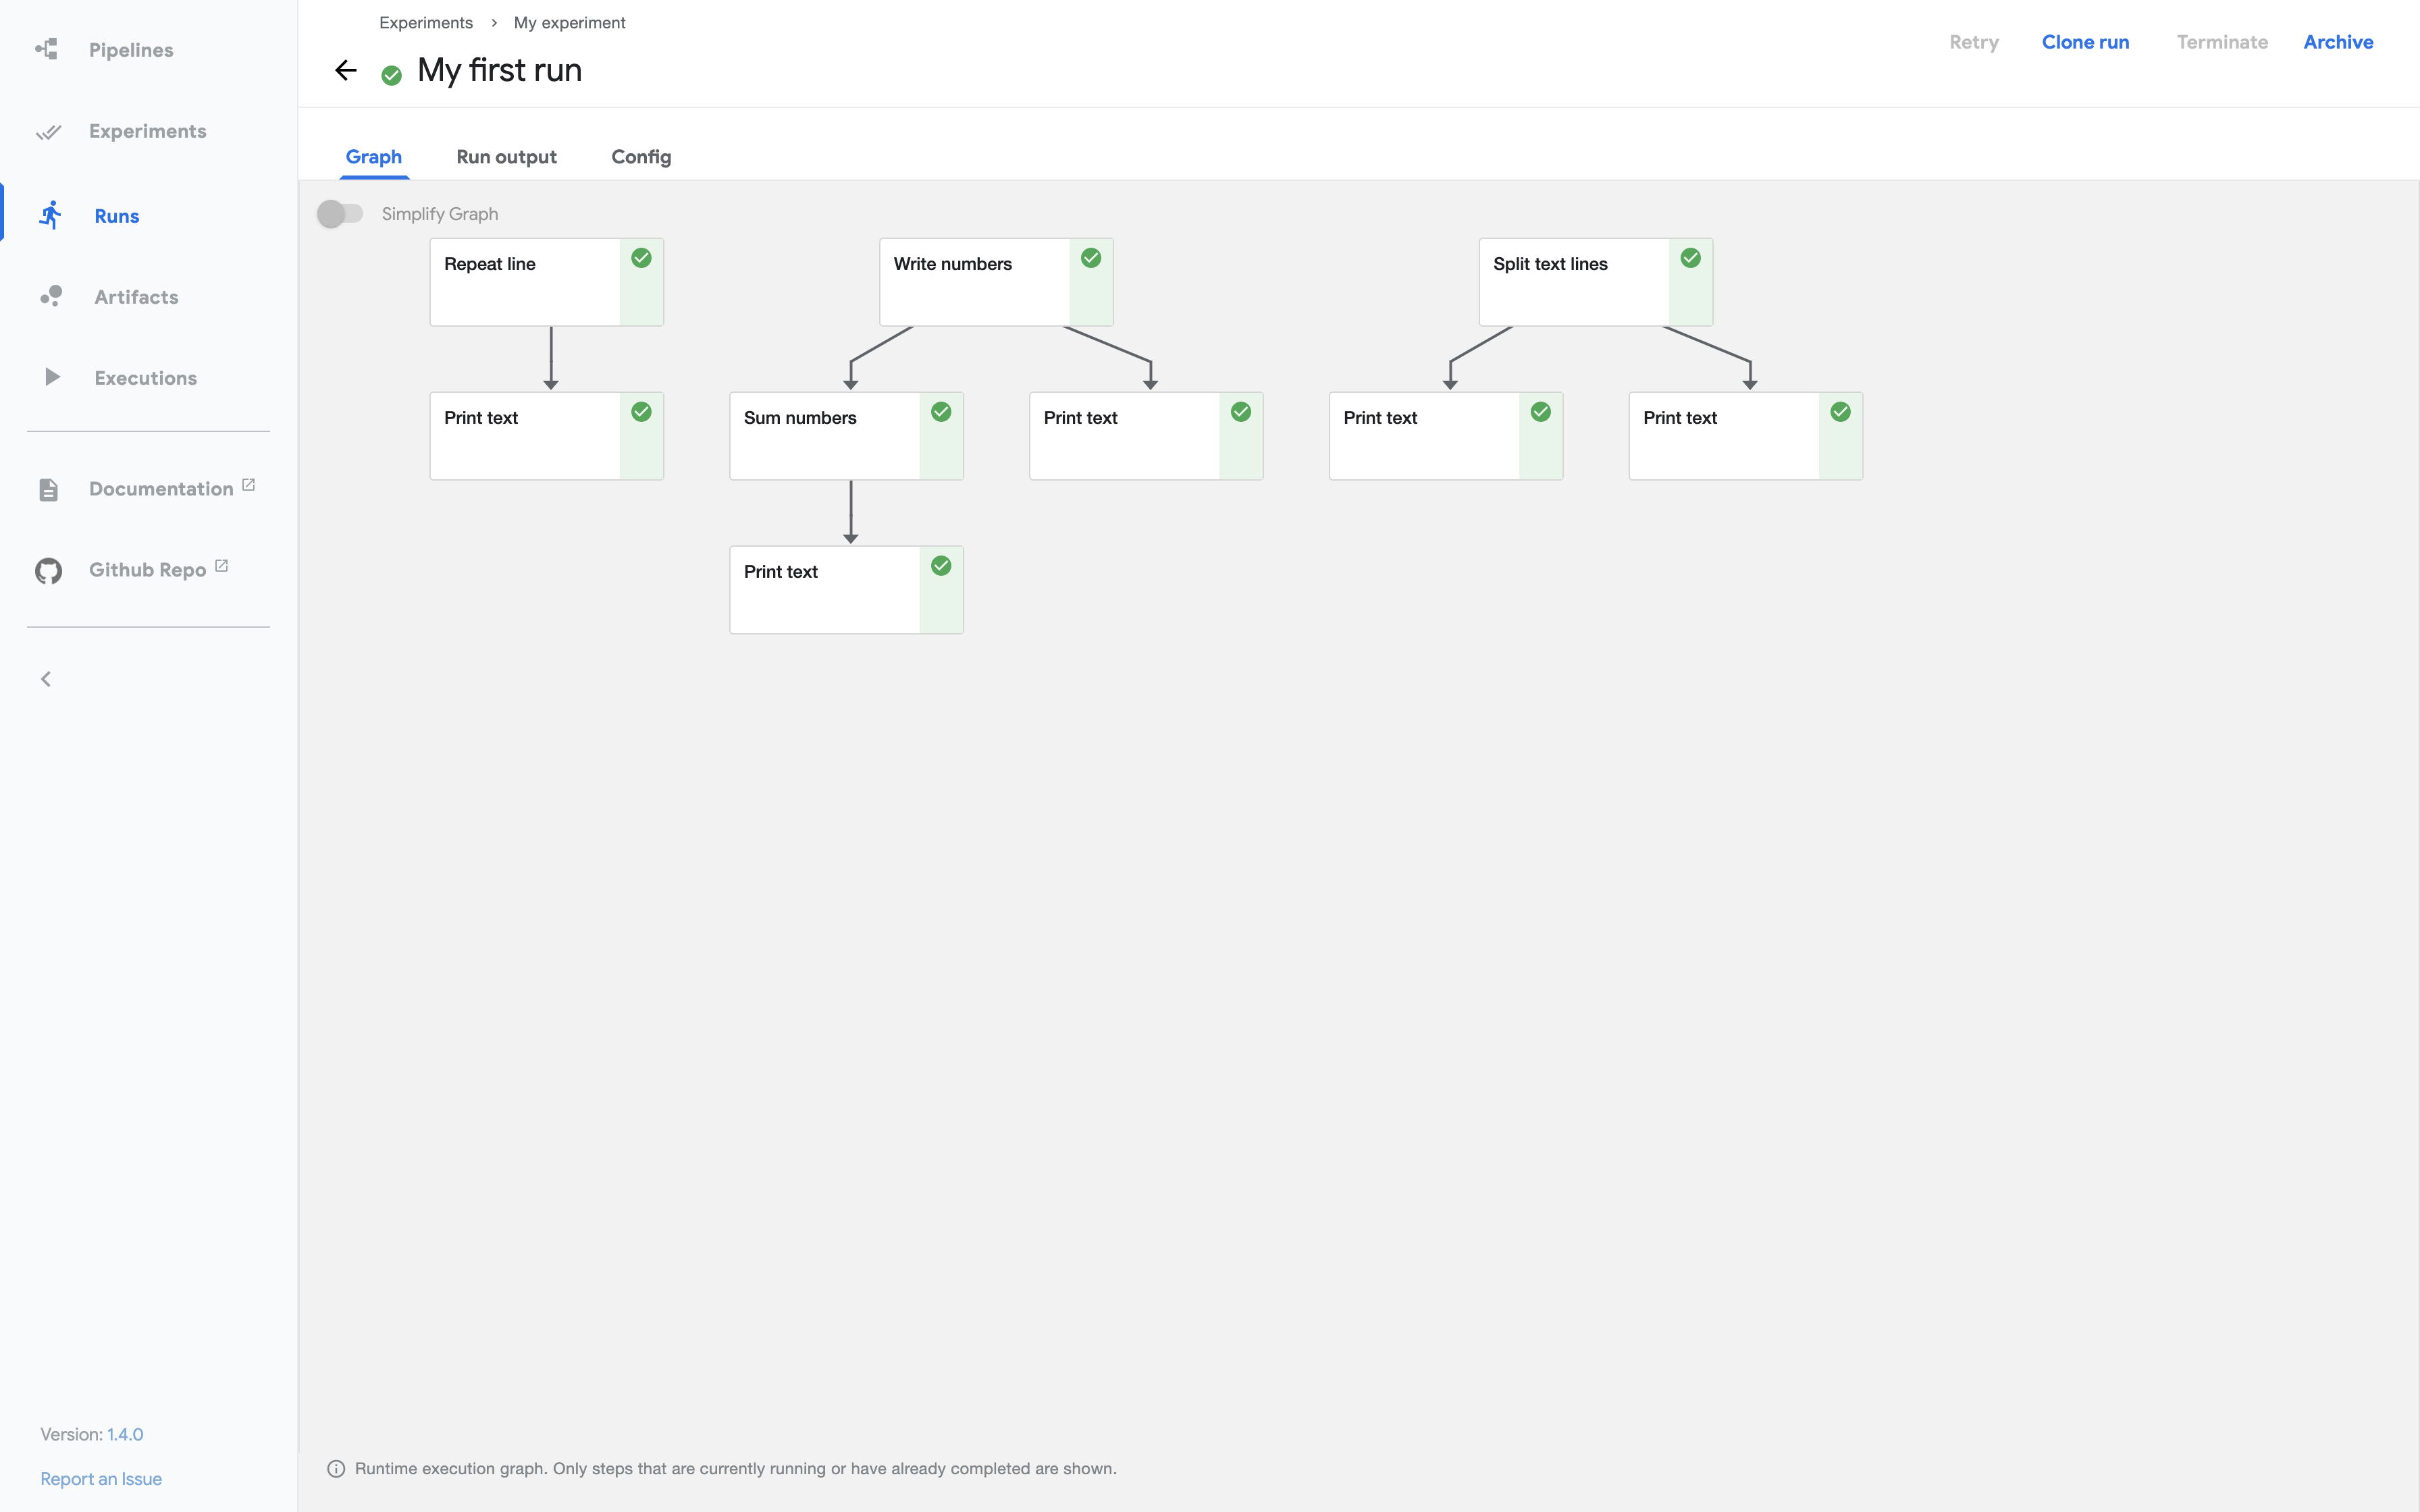 Pipelines
Experiments
Runs
Artifacts
Executions
Documentation
Github Repo
Version: 1.4.0
Report an Issue
Experiments > My experiment
My first run
Retry Clone run Terminate Archive
Graph Run output Config
Simplify Graph
Repeat line Write numbers Split text lines
Print text Sum numbers Print text Print text Print text
Print text
Runtime execution graph. Only steps that are currently running or have already completed are shown.